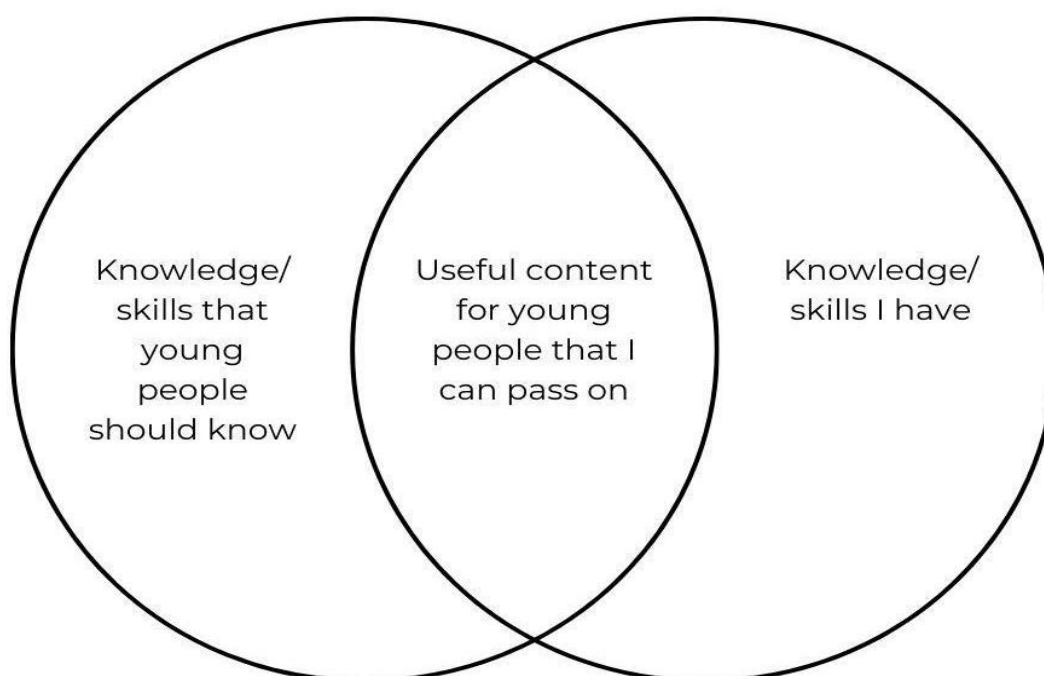 Knowledge/
skills that
young
people
should know
Useful content
for young
people that I
can pass on
Knowledge/
skills I have